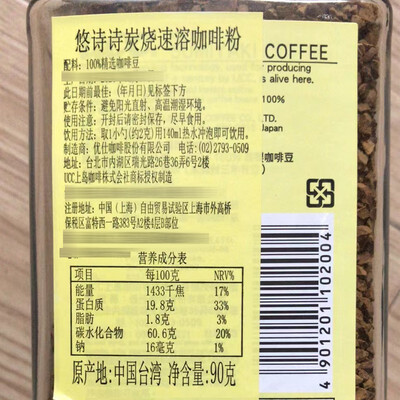 悠诗诗炭烧速溶咖啡粉
配料: 100%精选咖啡豆
此日期前最佳: (年月日)见标签下方
贮存条件: 避免阳光直射、高温潮湿环境。
使用注意: 开封后请密封保存，尽早食用。
饮用方法: 取1小勺(约2克)用140ml热水冲泡即可饮用。
制造商: 优仕咖啡股份有限公司 电话:(02)2793-0509
地址: 台北市内湖区瑞光路26巷36弄6号2楼
UCC上岛咖啡株式会社商标授权制造
注册地址: 中国（上海）自由贸易试验区上海市外高桥
保税区富特西一路383号A2楼4层B部位
营养成分表
项目 每100克 NRV%
能量 1433千焦 17%
蛋白质 19.8克 33%
脂肪 1.8克 3%
碳水化合物 60.6克 20%
钠 16毫克 1%
原产地:中国台湾 净含量:90克
COFFEE
producing
s alive here.
100%
LTD.
Japan
啡豆
4901201102004